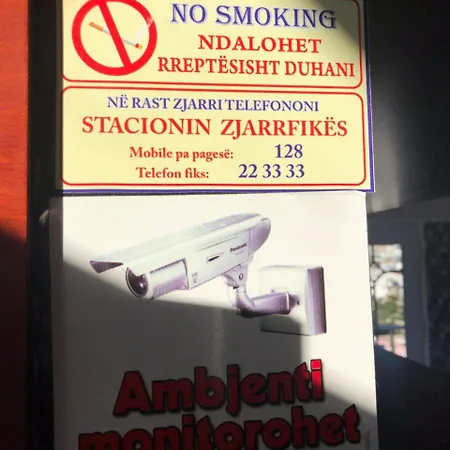 NO SMOKING
NDALOHET
RREPTËSISHT DUHANI
NË RAST ZJARRI TELEFONONI
STACIONIN ZJARRFIKËS
Mobile pa pagesë: 128
Telefon fiks: 22 33 33
Panasonic
Ambjenti
monitorohet